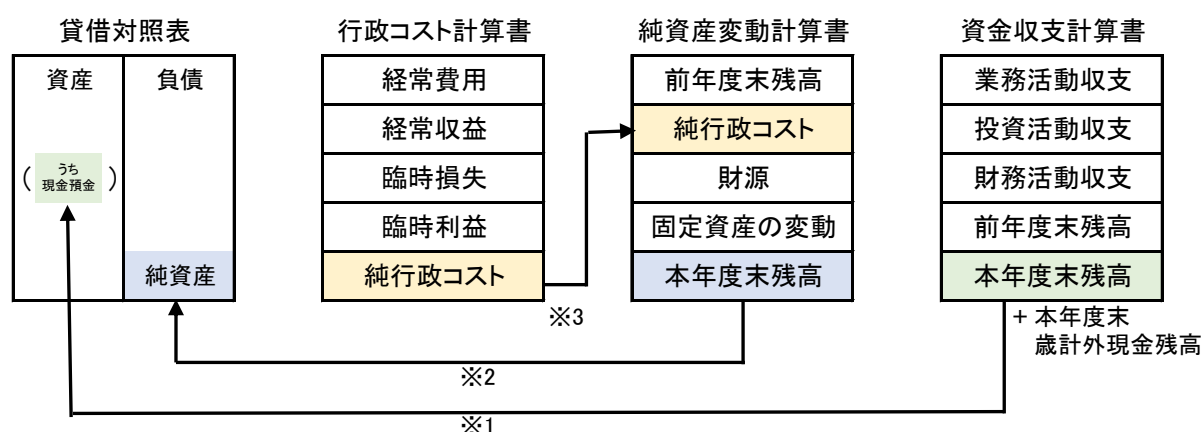 貸借対照表
資産
負債
(うち
現金預金)
純資産
行政コスト計算書
経常費用
経常収益
臨時損失
臨時利益
純行政コスト
純資産変動計算書
前年度末残高
純行政コスト
財源
固定資産の変動
本年度末残高
資金収支計算書
業務活動収支
投資活動収支
財務活動収支
前年度末残高
本年度末残高
+ 本年度末
歳計外現金残高
※3
※2
※1